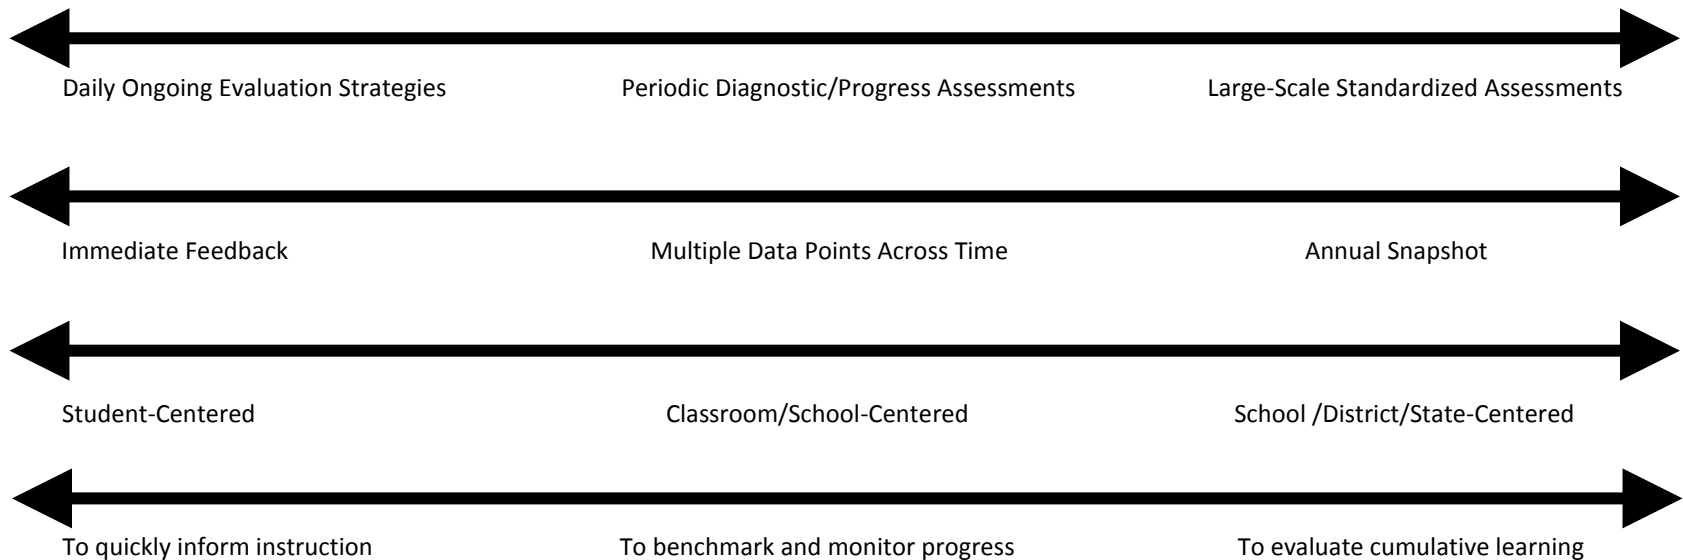 Daily Ongoing Evaluation Strategies Periodic Diagnostic/Progress Assessments Large-Scale Standardized Assessments
Immediate Feedback Multiple Data Points Across Time Annual Snapshot
Student-Centered Classroom/School-Centered School /District/State-Centered
To quickly inform instruction To benchmark and monitor progress To evaluate cumulative learning